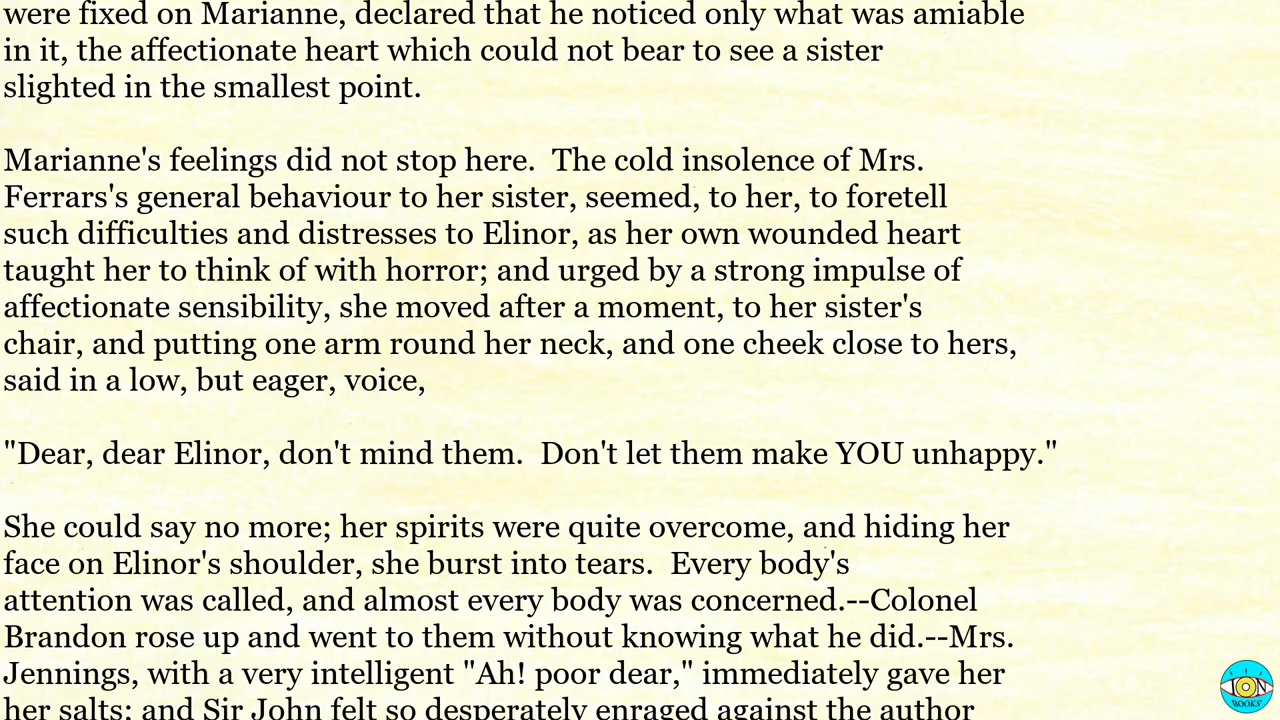 were fixed on Marianne, declared that he noticed only what was amiable
in it, the affectionate heart which could not bear to see a sister
slighted in the smallest point.

Marianne's feelings did not stop here.  The cold insolence of Mrs.
Ferrars's general behaviour to her sister, seemed, to her, to foretell
such difficulties and distresses to Elinor, as her own wounded heart
taught her to think of with horror; and urged by a strong impulse of
affectionate sensibility, she moved after a moment, to her sister's
chair, and putting one arm round her neck, and one cheek close to hers,
said in a low, but eager, voice,

"Dear, dear Elinor, don't mind them.  Don't let them make YOU unhappy."

She could say no more; her spirits were quite overcome, and hiding her
face on Elinor's shoulder, she burst into tears.  Every body's
attention was called, and almost every body was concerned.--Colonel
Brandon rose up and went to them without knowing what he did.--Mrs.
Jennings, with a very intelligent "Ah! poor dear," immediately gave her
her salts; and Sir John felt so desperately enraged against the author
ION
BOOKS